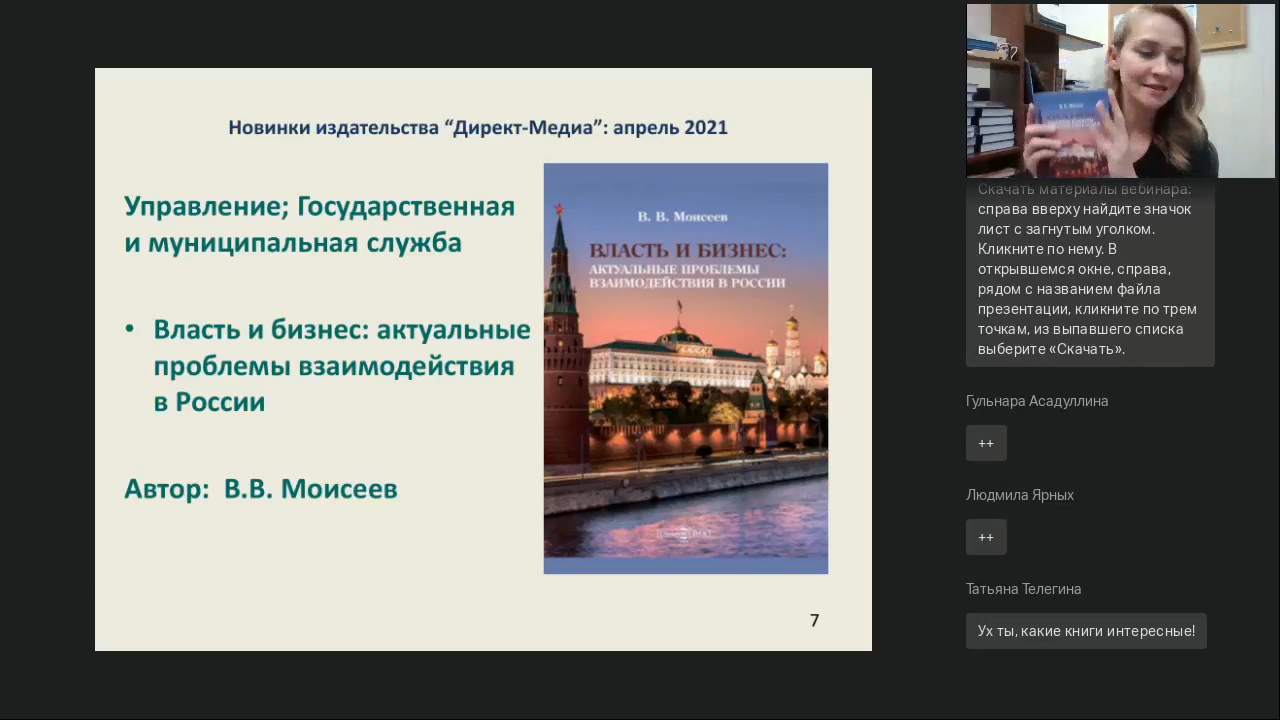 Новинки издательства “Директ-Медиа”: апрель 2021
Управление; Государственная
и муниципальная служба
• Власть и бизнес: актуальные
проблемы взаимодействия
в России
Автор: В.В. Моисеев
В. В. Моисеев
ВЛАСТЬ И БИЗНЕС:
АКТУАЛЬНЫЕ ПРОБЛЕМЫ
ВЗАИМОДЕЙСТВИЯ В РОССИИ
7
Скачать материалы вебинара:
справа вверху найдите значок
лист с загнутым уголком.
Кликните по нему. В
открывшемся окне, справа,
рядом с названием файла
презентации, кликните по трем
точкам, из выпавшего списка
выберите «Скачать».
Гульнара Асадуллина
++
Людмила Ярных
++
Татьяна Телегина
Ух ты, какие книги интересные!